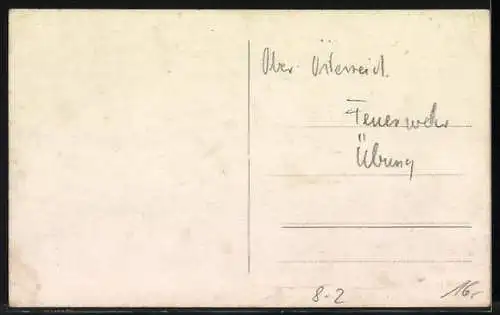 Ober Österreich
Feuerwehr
Übung
8-2
16,-